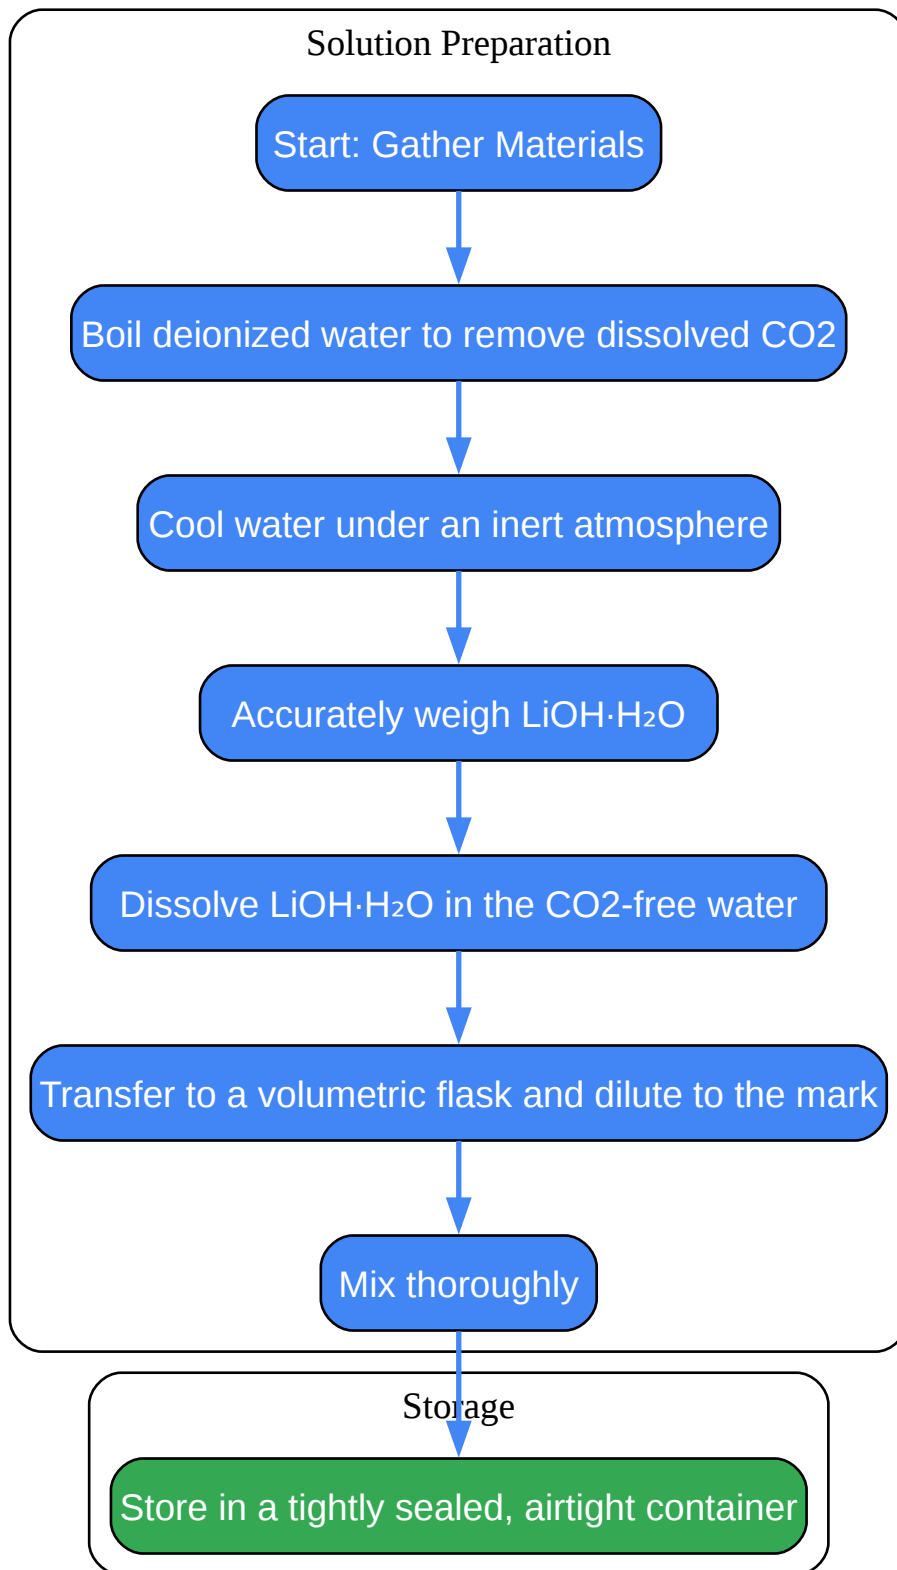 Solution Preparation
Start: Gather Materials
Boil deionized water to remove dissolved CO2
Cool water under an inert atmosphere
Accurately weigh LiOH·H₂O
Dissolve LiOH·H₂O in the CO2-free water
Transfer to a volumetric flask and dilute to the mark
Mix thoroughly
Storage
Store in a tightly sealed, airtight container